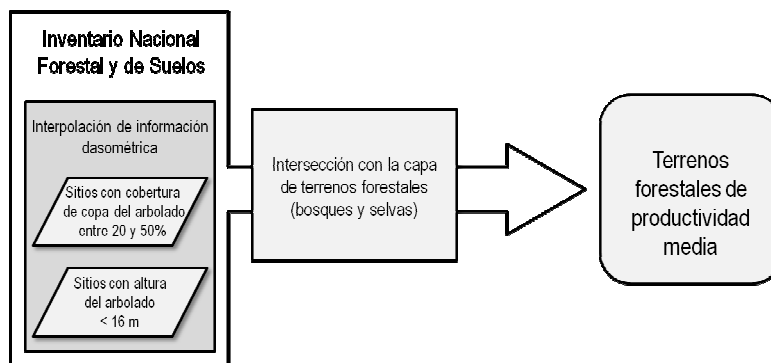 Inventario Nacional
Forestal y de Suelos
Interpolación de información
dasométrica
Sitios con cobertura
de copa del arbolado
entre 20 y 50%
Sitios con altura
del arbolado
< 16 m
Intersección con la capa
de terrenos forestales
(bosques y selvas)
Terrenos
forestales de
productividad
media